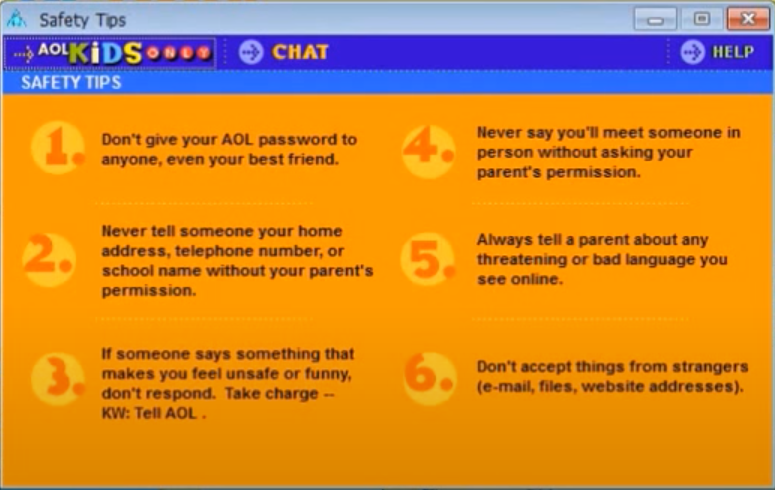 Safety Tips
AOL KIDS ONLY
CHAT
HELP
SAFETY TIPS
1.
Don't give your AOL password to
anyone, even your best friend.
2.
Never tell someone your home
address, telephone number, or
school name without your parent's
permission.
3.
If someone says something that
makes you feel unsafe or funny,
don't respond.  Take charge --
KW: Tell AOL .
4.
Never say you'll meet someone in
person without asking your
parent's permission.
5.
Always tell a parent about any
threatening or bad language you
see online.
6.
Don't accept things from strangers
(e-mail, files, website addresses).